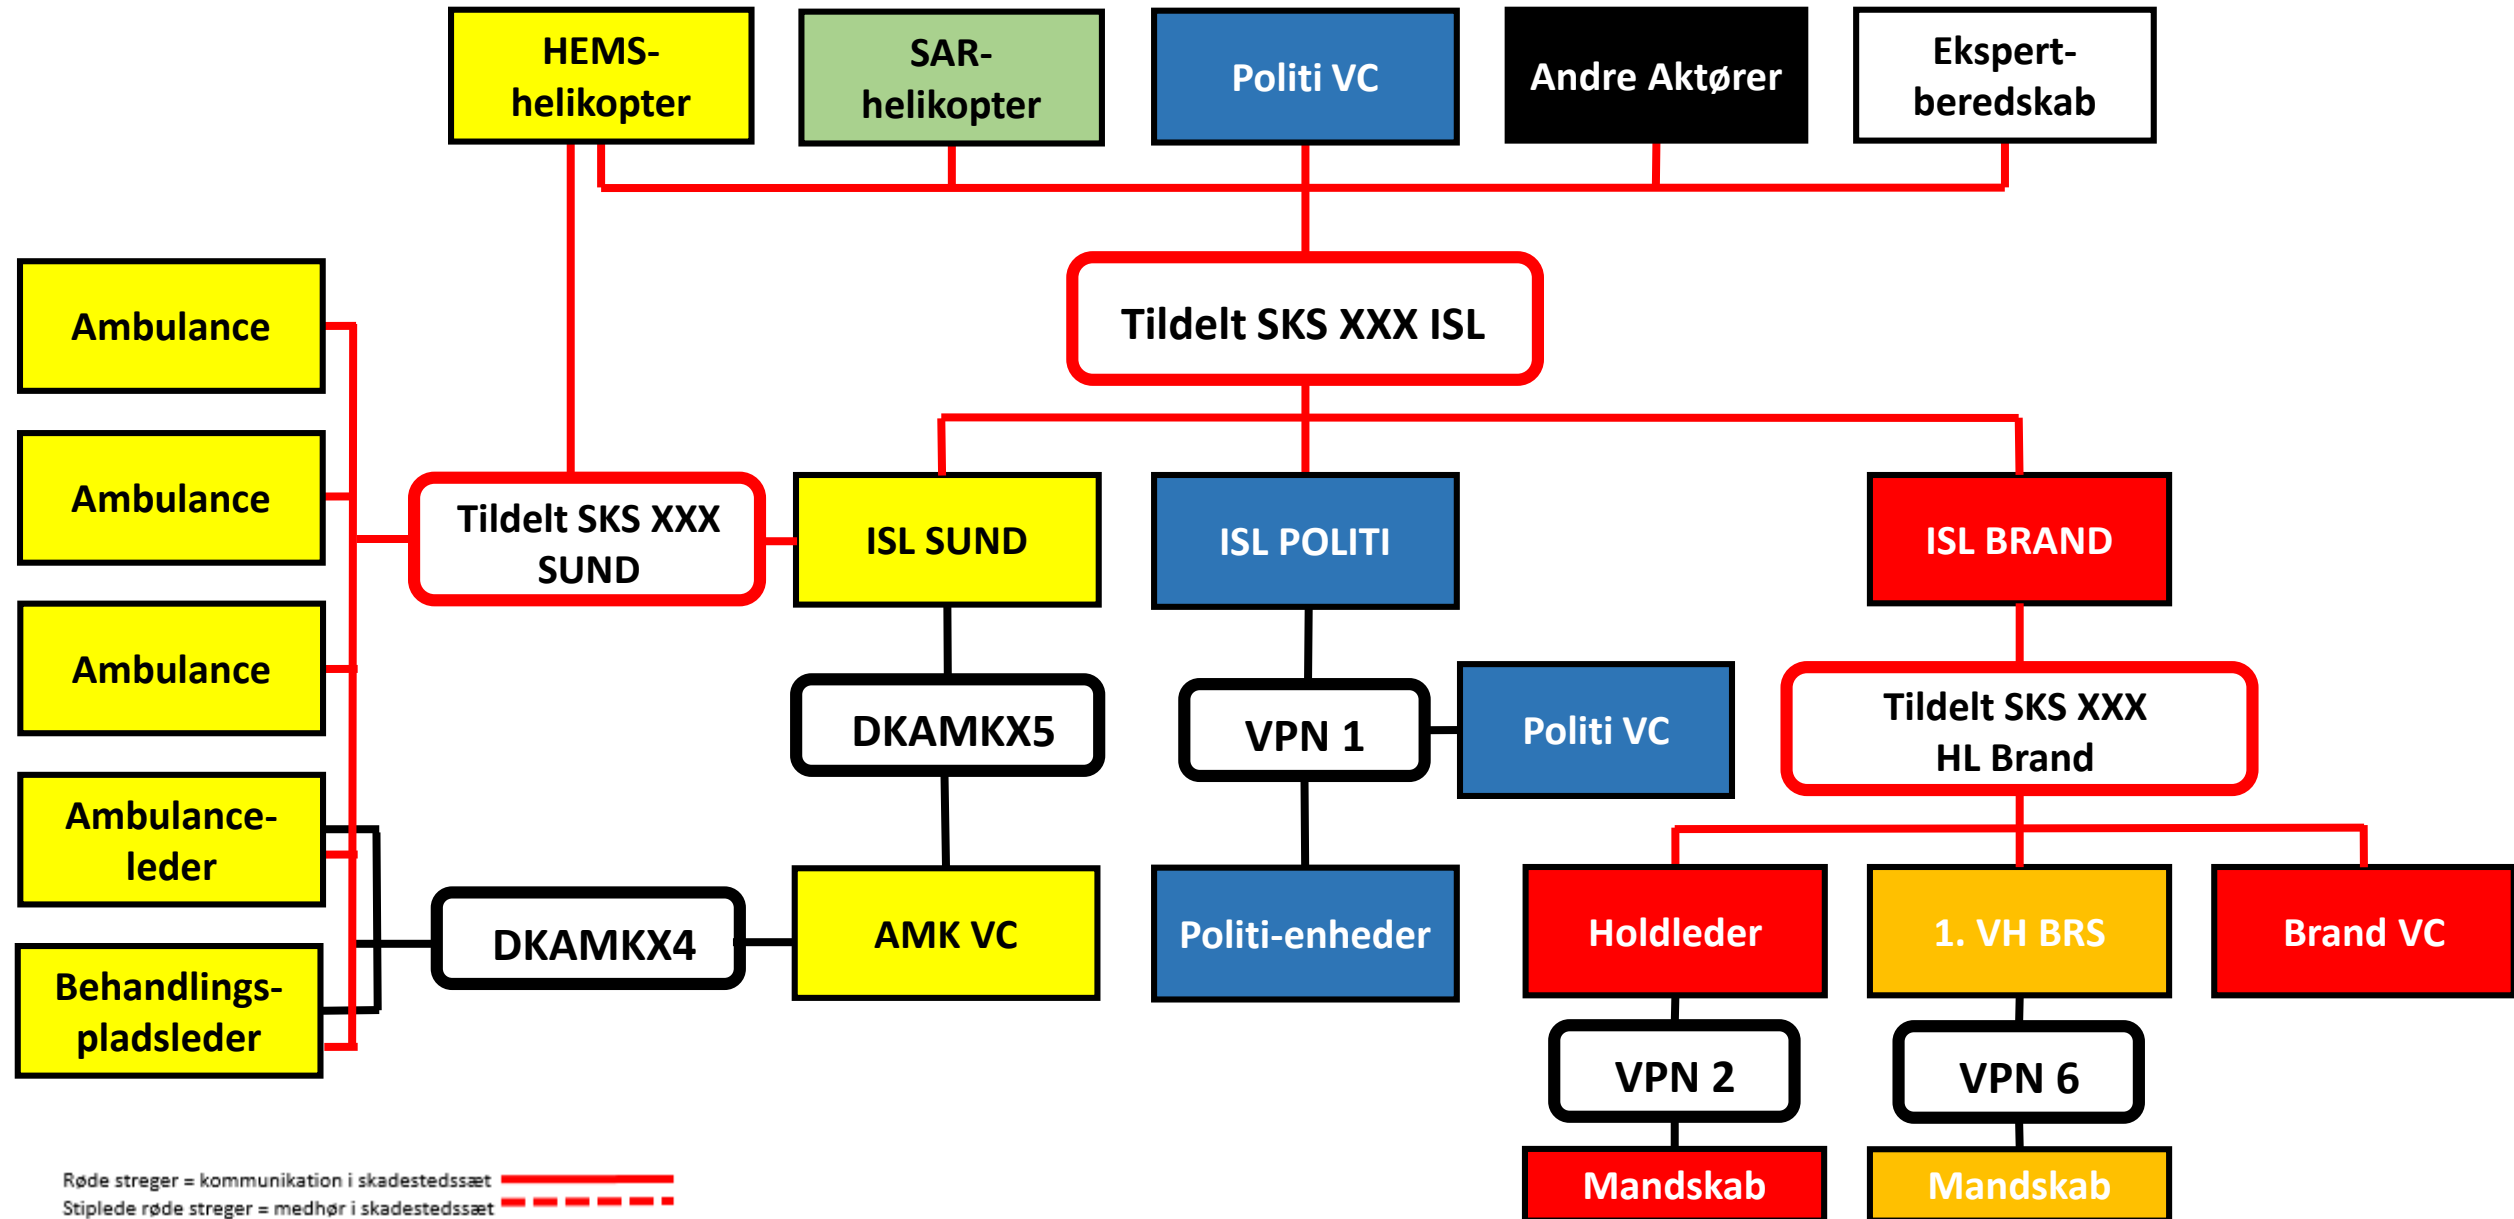 HEMS-
helikopter
SAR-
helikopter
Politi VC
Andre Aktører
Ekspert-
beredskab
Tildelt SKS XXX ISL
Ambulance
Ambulance
Ambulance
Ambulance-
leder
Behandlings-
pladsleder
Tildelt SKS XXX
SUND
ISL SUND
ISL POLITI
ISL BRAND
DKAMKX5
VPN 1
Politi VC
Tildelt SKS XXX
HL Brand
DKAMKX4
AMK VC
Politi-enheder
Holdleder
1. VH BRS
Brand VC
VPN 2
VPN 6
Mandskab
Mandskab
Røde streger = kommunikation i skadestedssæt
Stiplede røde streger = medhør i skadestedssæt